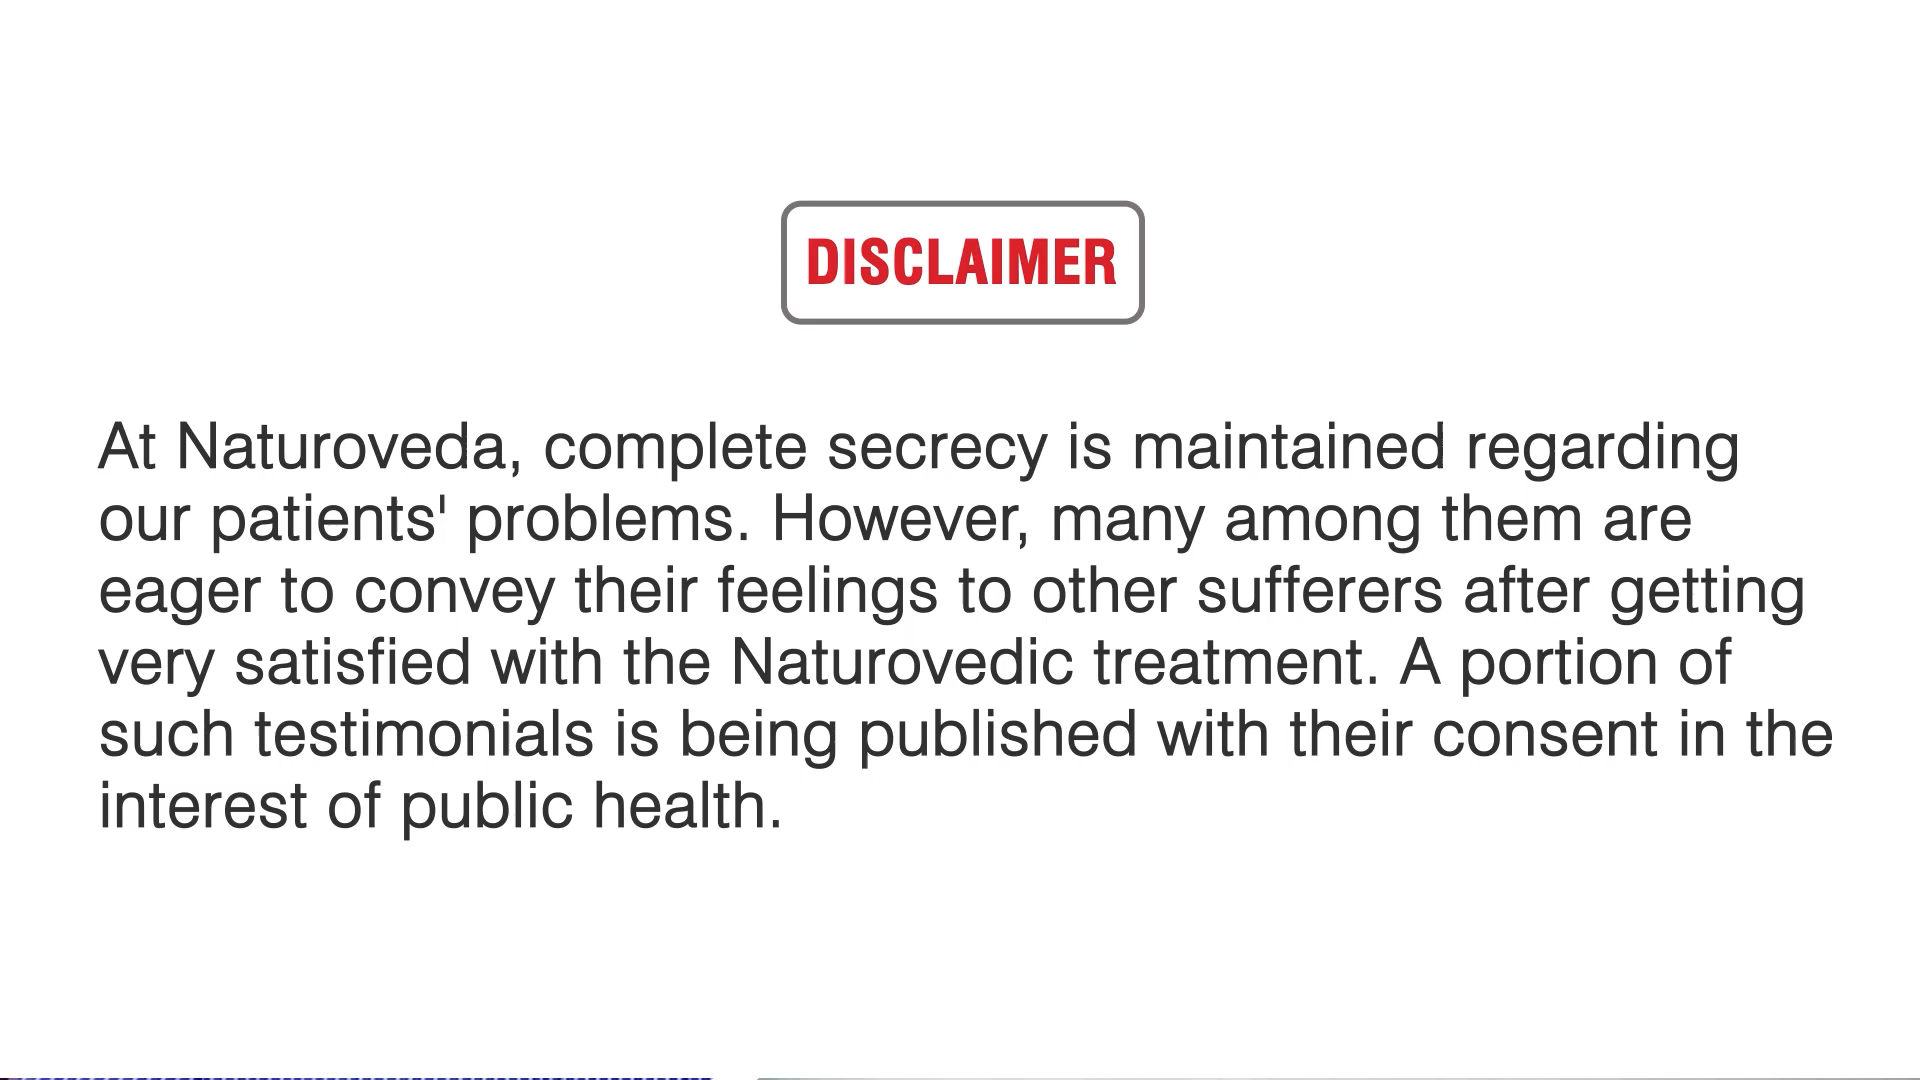 DISCLAIMER
At Naturoveda, complete secrecy is maintained regarding
our patients' problems. However, many among them are
eager to convey their feelings to other sufferers after getting
very satisfied with the Naturovedic treatment. A portion of
such testimonials is being published with their consent in the
interest of public health.